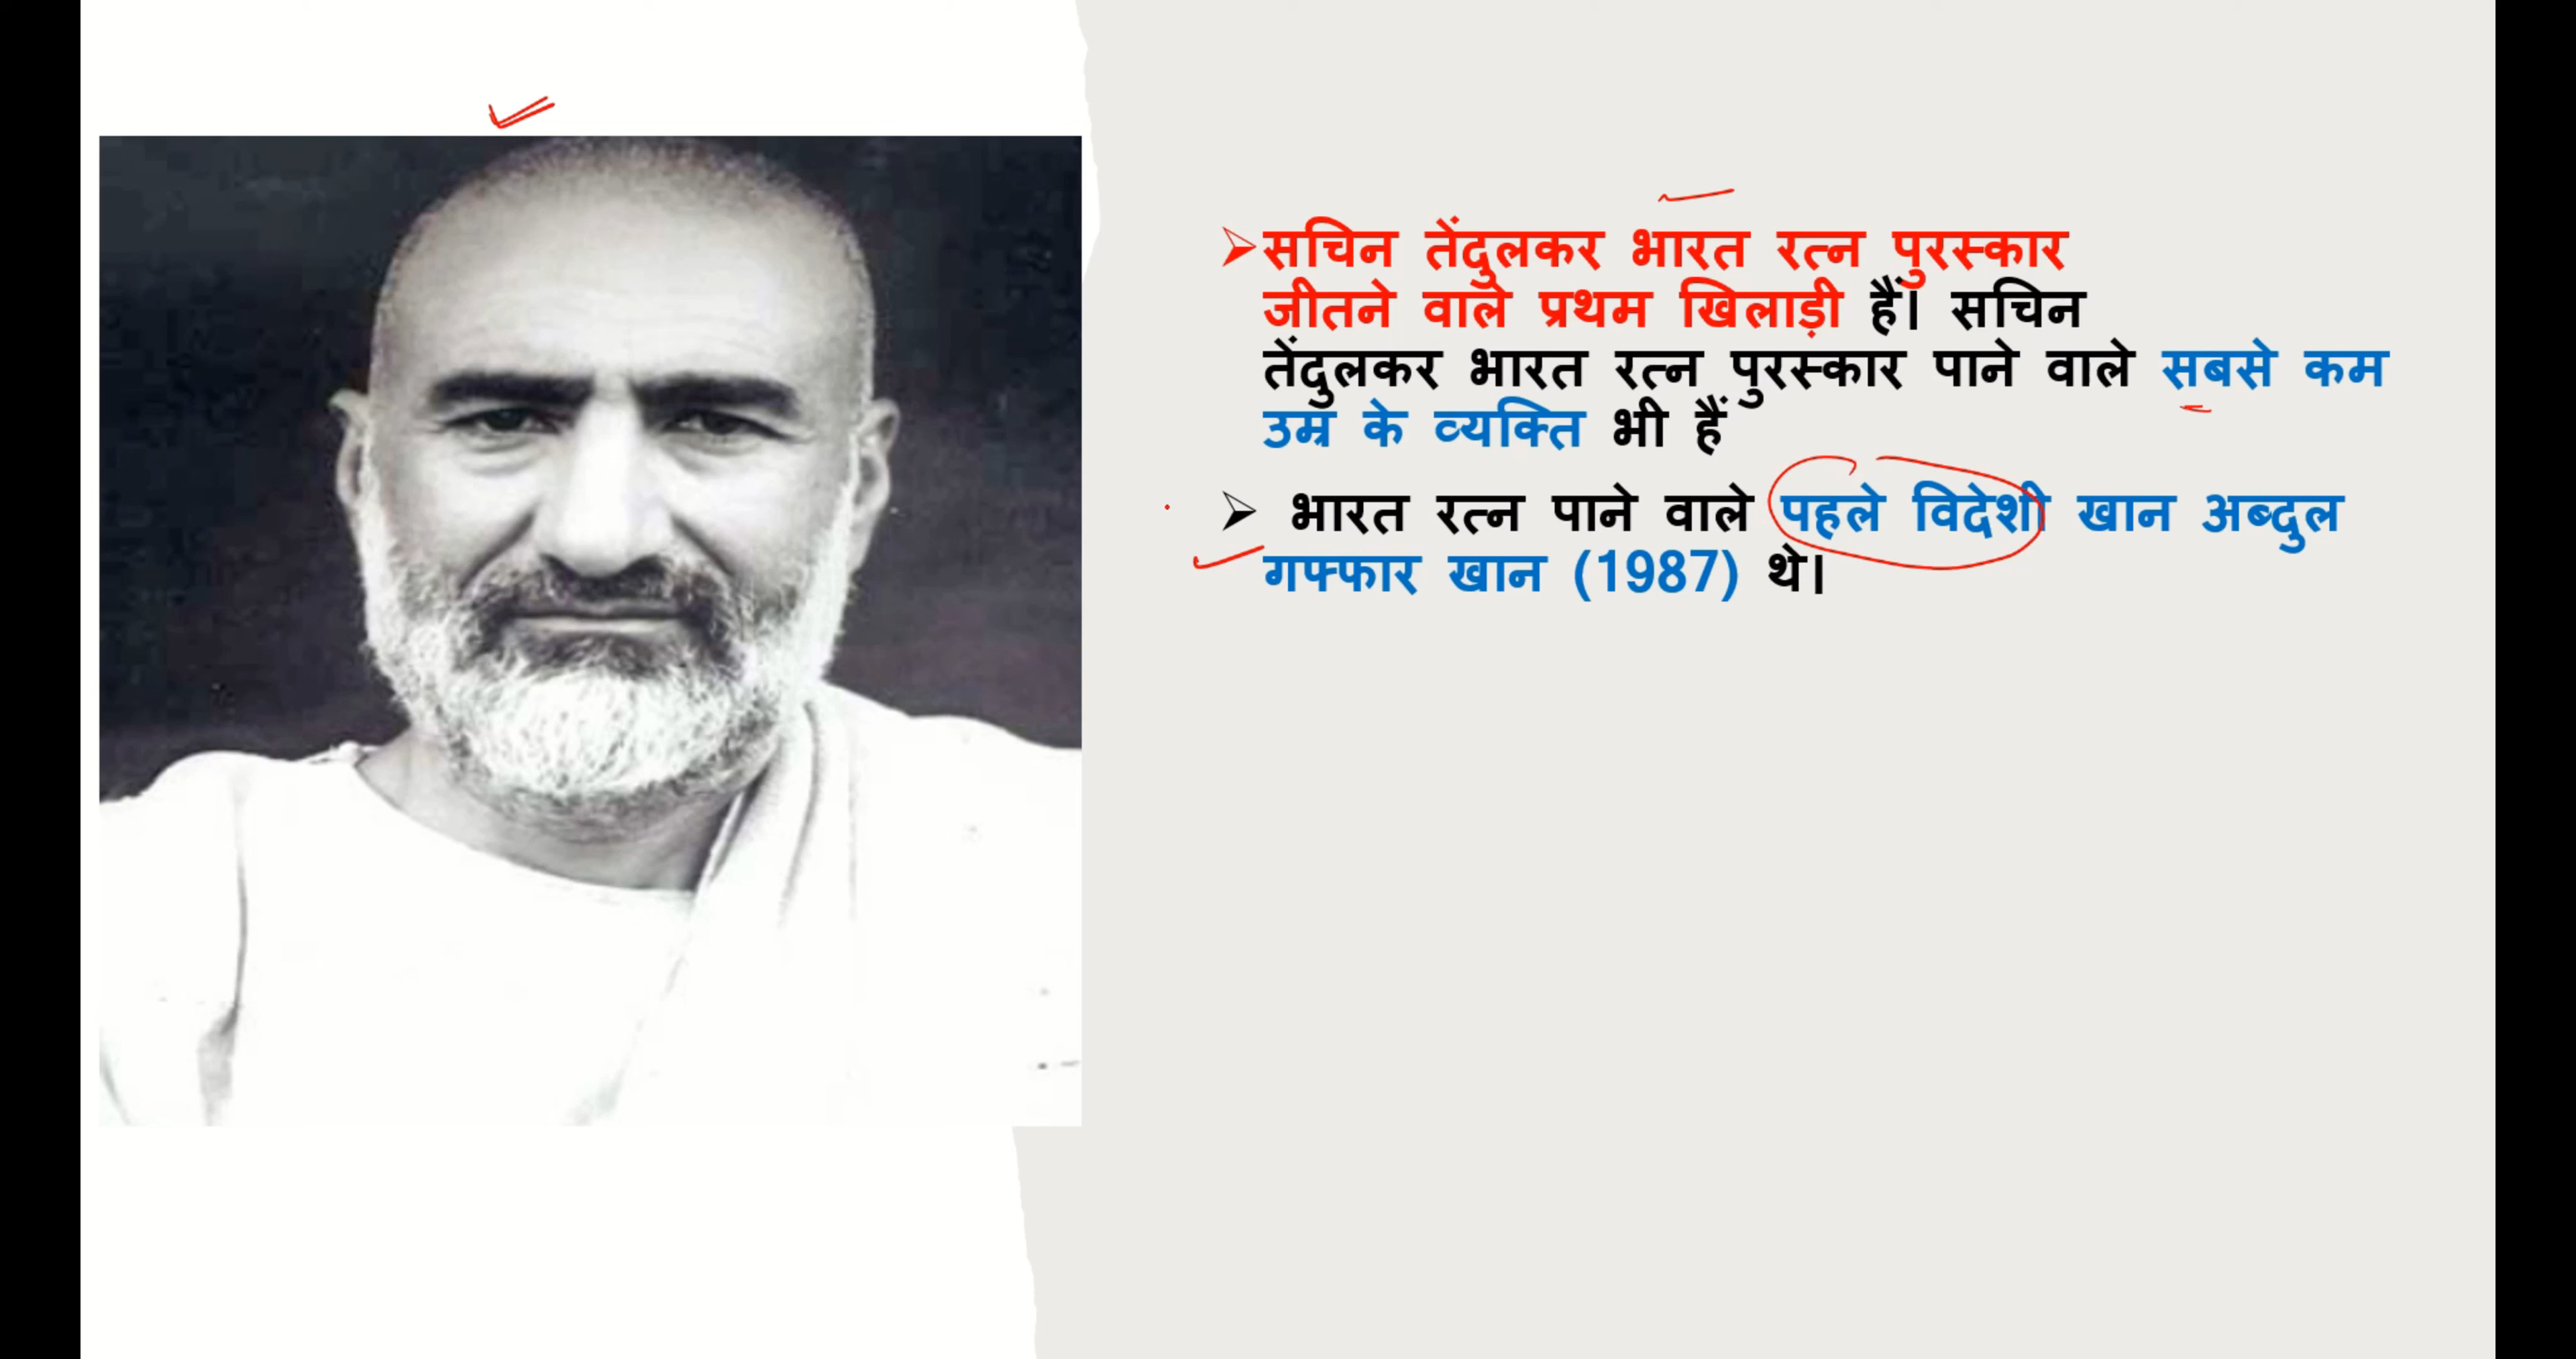 ➢सचिन तेंदुलकर भारत रत्न पुरस्कार
जीतने वाले प्रथम खिलाड़ी हैं। सचिन
तेंदुलकर भारत रत्न पुरस्कार पाने वाले सबसे कम
उम्र के व्यक्ति भी हैं
➢ भारत रत्न पाने वाले पहले विदेशी खान अब्दुल
गफ्फार खान (1987) थे।